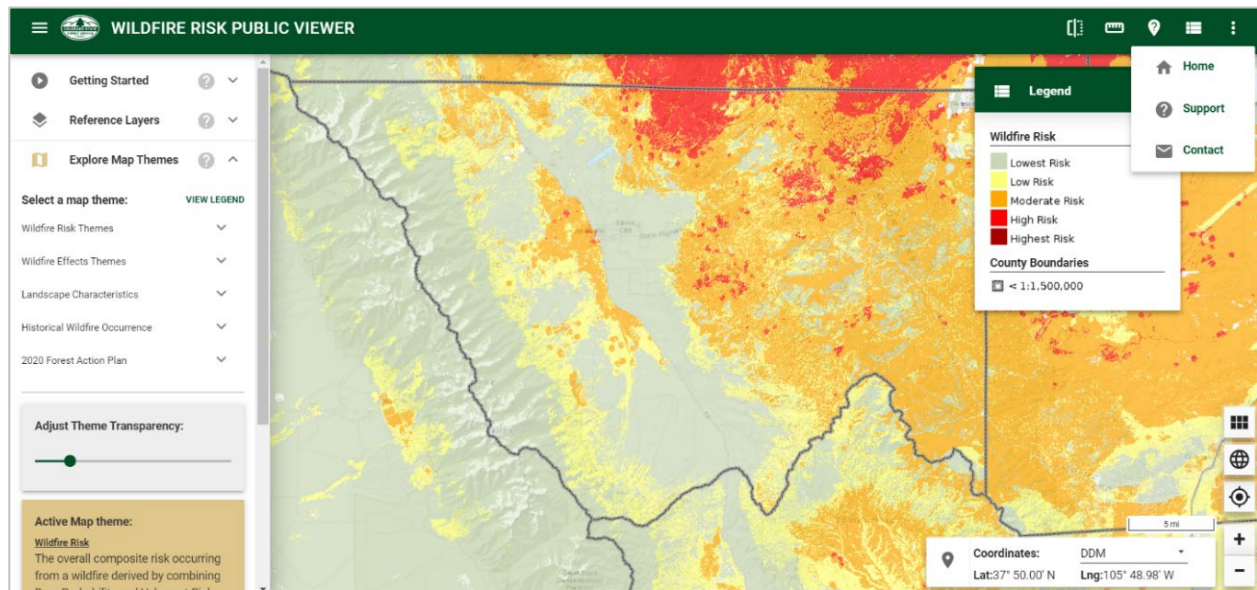 WILDFIRE RISK PUBLIC VIEWER
Home
Support
Contact
Getting Started
Reference Layers
Explore Map Themes
Select a map theme:
VIEW LEGEND
Wildfire Risk Themes
Wildfire Effects Themes
Landscape Characteristics
Historical Wildfire Occurrence
2020 Forest Action Plan
Adjust Theme Transparency:
Active Map theme:
Wildfire Risk
The overall composite risk occurring
from a wildfire derived by combining
Legend
Wildfire Risk
Lowest Risk
Low Risk
Moderate Risk
High Risk
Highest Risk
County Boundaries
< 1:1,500,000
5 mi
Coordinates:
DDM
Lat:37° 50.00' N
Lng:105° 48.98' W